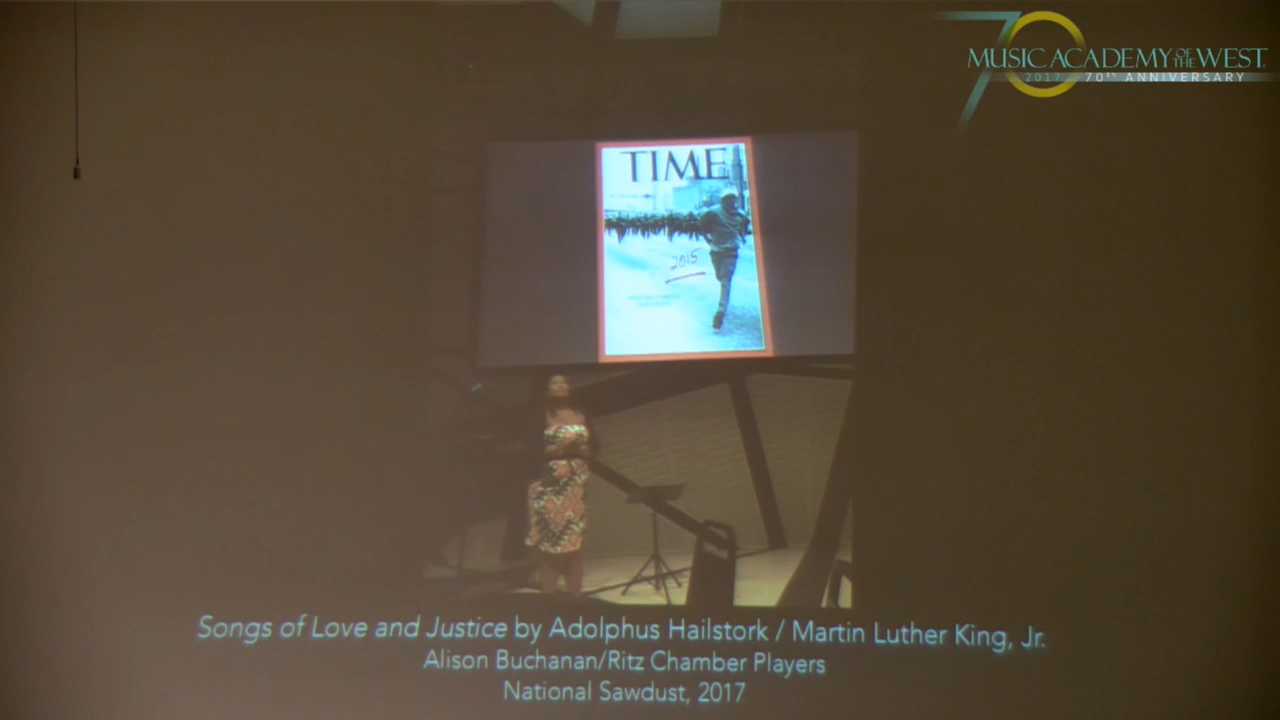 70
MUSIC ACADEMY OF THE WEST.
2017 70TH ANNIVERSARY
TIME
2015
Songs of Love and Justice by Adolphus Hailstork / Martin Luther King, Jr.
Alison Buchanan/Ritz Chamber Players
National Sawdust, 2017